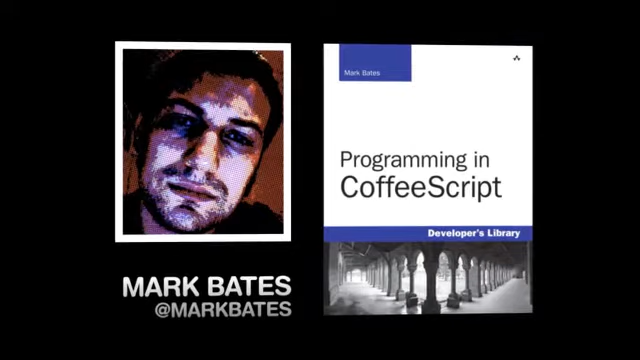 MARK BATES
@MARKBATES
Mark Bates
Programming in
CoffeeScript
Developer's Library